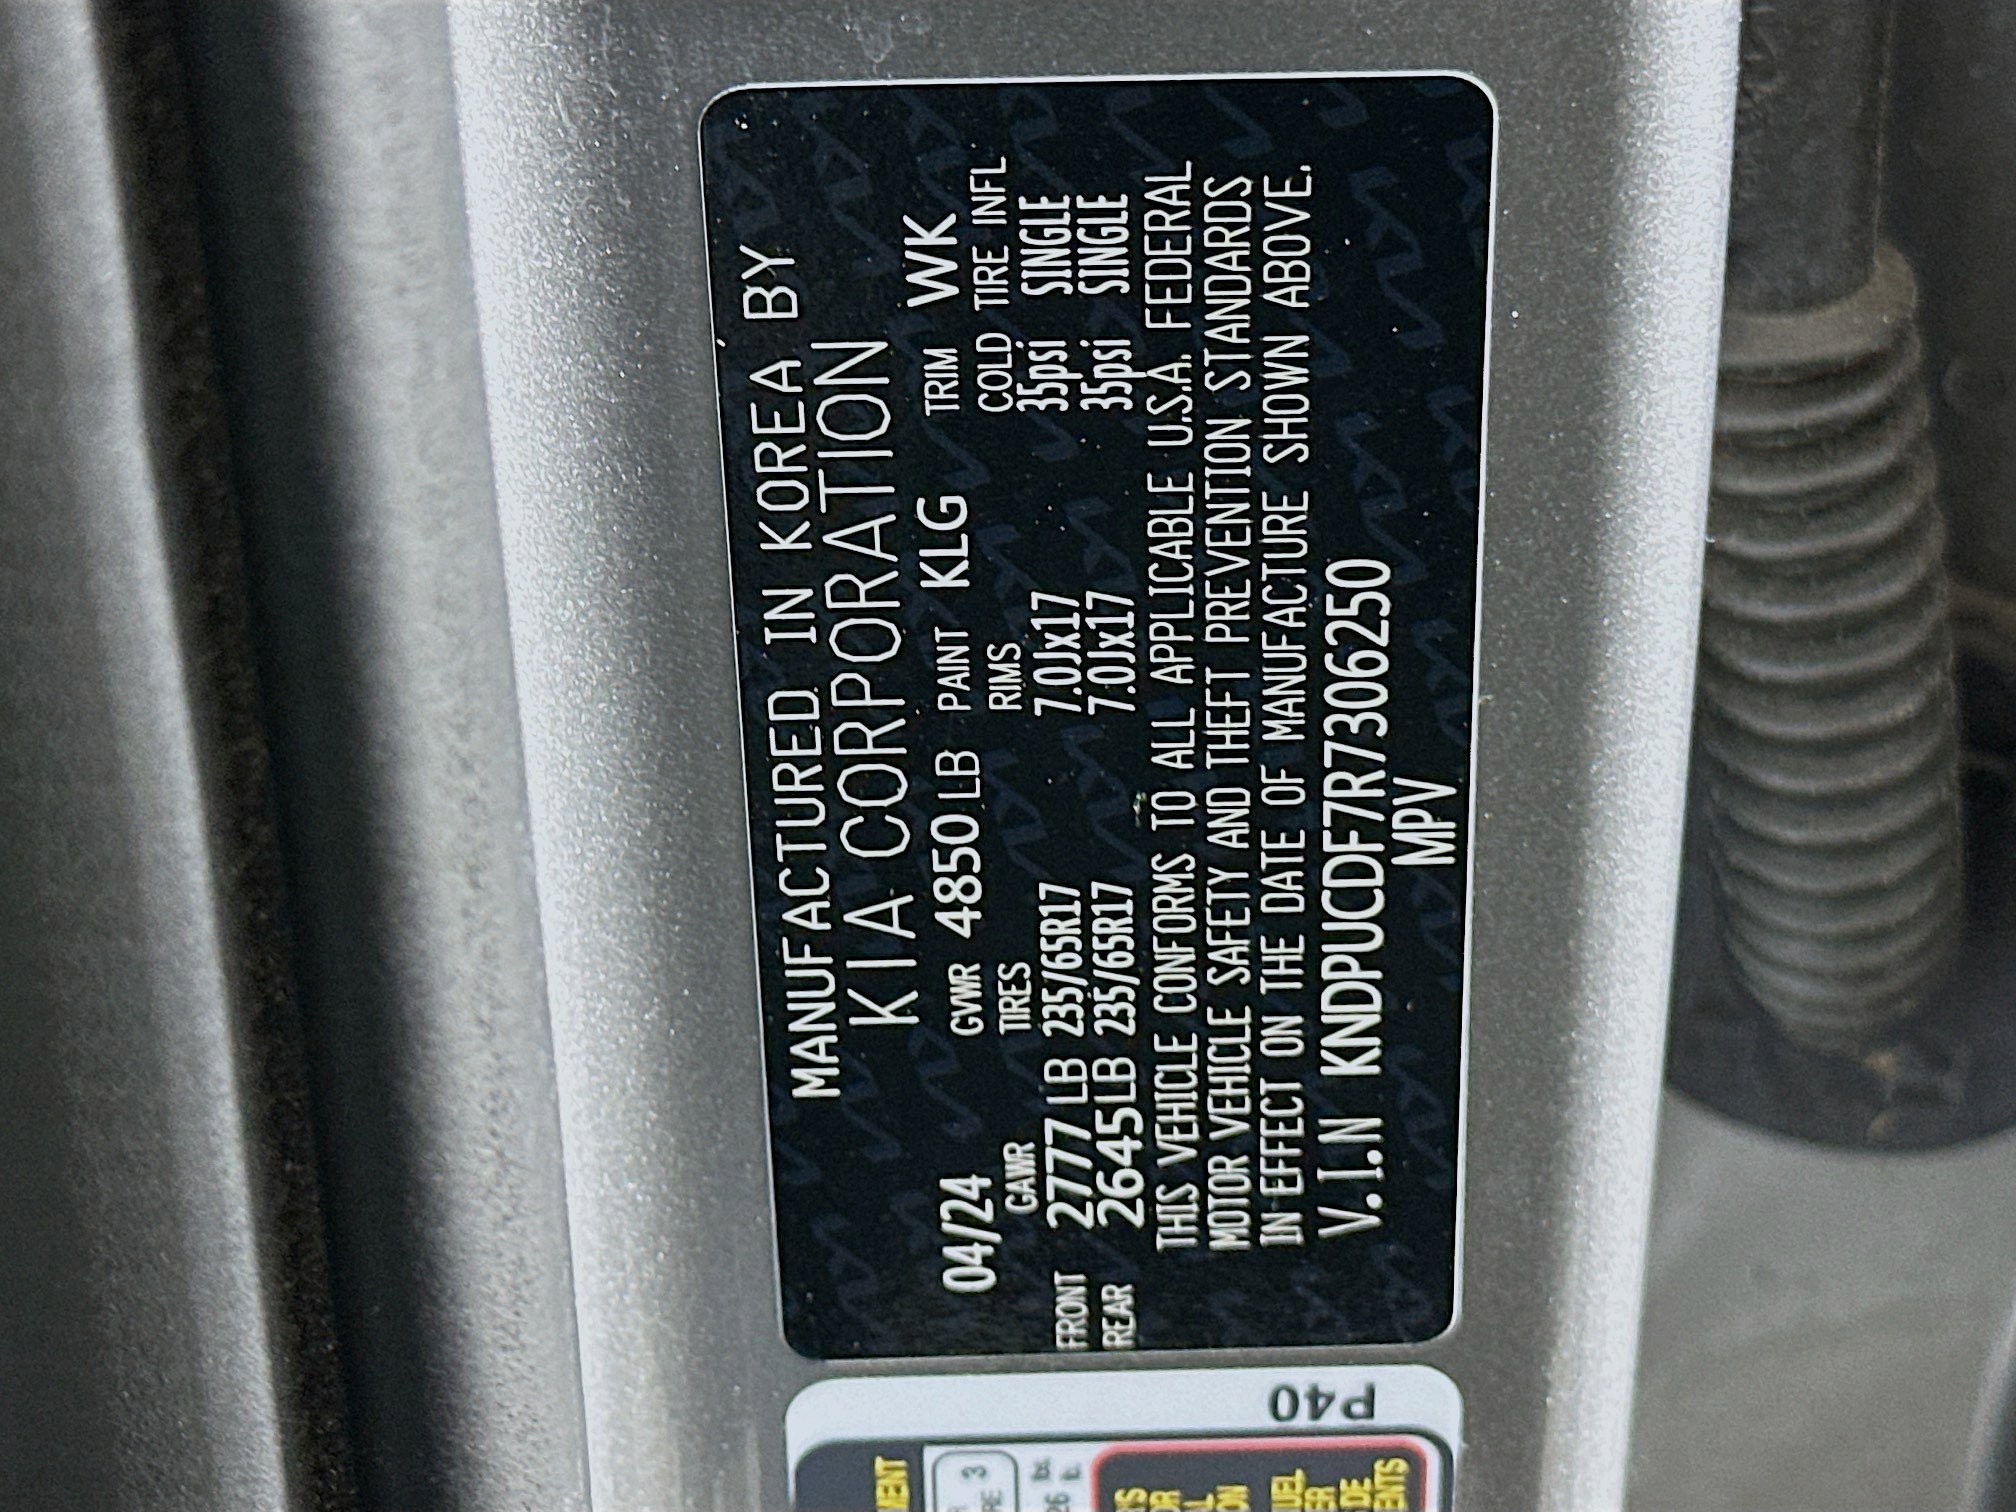 MANUFACTURED IN KOREA BY
KIA CORPORATION
04/24 GVWR 4850 LB PAINT KLG TRIM WK
GAWR TIRES RIMS COLD TIRE INFL
FRONT 2777 LB 235/65R17 7.0Jx17 35psi SINGLE
REAR 2645 LB 235/65R17 7.0Jx17 35psi SINGLE
THIS VEHICLE CONFORMS TO ALL APPLICABLE U.S.A. FEDERAL
MOTOR VEHICLE SAFETY AND THEFT PREVENTION STANDARDS
IN EFFECT ON THE DATE OF MANUFACTURE SHOWN ABOVE.
V.I.N KNDPUCDF7R7306250
MPV
P40